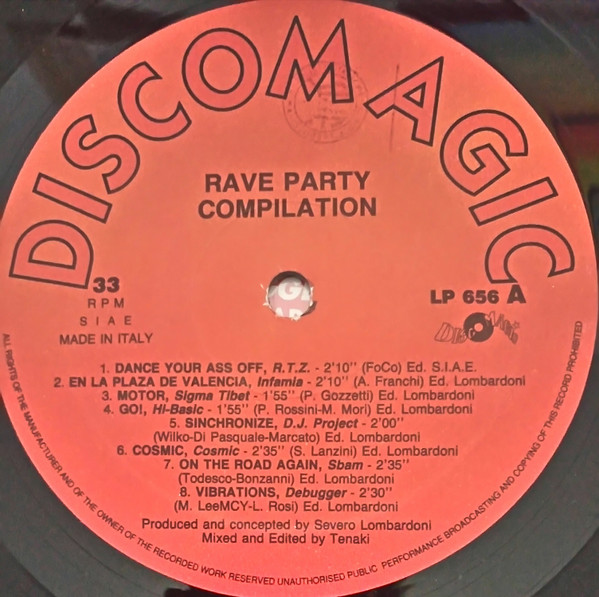 DISCOMAGIC
RAVE PARTY
COMPILATION
33
RPM
SIAE
MADE IN ITALY
LP 656 A
Disco Magic
1. DANCE YOUR ASS OFF, R.T.Z. - 2'10'' (FoCo) Ed. S.I.A.E.
2. EN LA PLAZA DE VALENCIA, Infamia - 2'10'' (A. Franchi) Ed. Lombardoni
3. MOTOR, Sigma Tibet - 1'55'' (P. Gozzetti) Ed. Lombardoni
4. GO!, Hi-Basic - 1'55'' (P. Rossini-M. Mori) Ed. Lombardoni
5. SINCHRONIZE, D.J. Project - 2'00''
(Wilko-Di Pasquale-Marcato) Ed. Lombardoni
6. COSMIC, Cosmic - 2'35'' (S. Lanzini) Ed. Lombardoni
7. ON THE ROAD AGAIN, Sbam - 2'35''
(Todesco-Bonzanni) Ed. Lombardoni
8. VIBRATIONS, Debugger - 2'30''
(M. LeeMCY-L. Rosi) Ed. Lombardoni
Produced and concepted by Severo Lombardoni
Mixed and Edited by Tenaki
ALL RIGHTS OF THE MANUFACTURER AND OF THE OWNER OF THE RECORDED WORK RESERVED UNAUTHORISED PUBLIC PERFORMANCE BROADCASTING AND COPYING OF THIS RECORD PROHIBITED